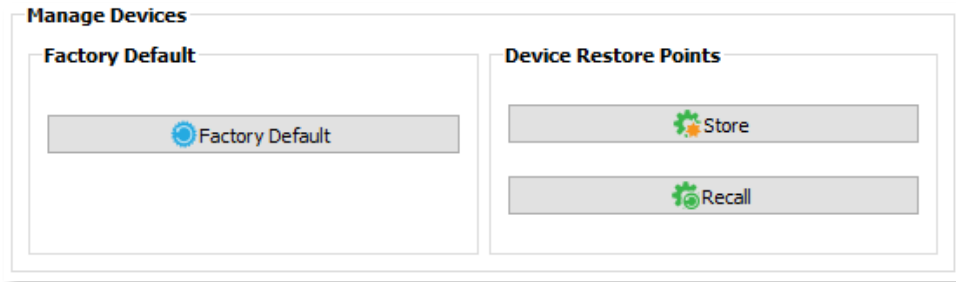 Manage Devices
Factory Default
Device Restore Points
Factory Default
Store
Recall